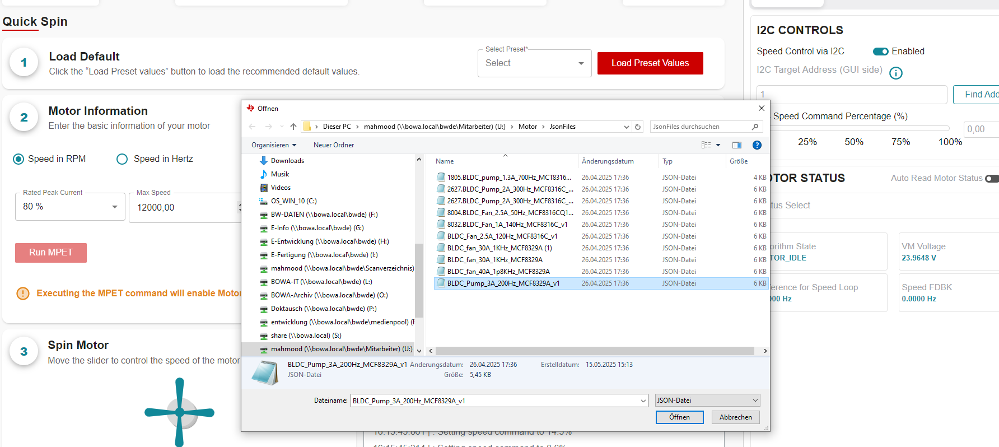 Quick Spin
1
Load Default
Click the “Load Preset values” button to load the recommended default values.
Select Preset*
Select
Load Preset Values
2
Motor Information
Enter the basic information of your motor
Speed in RPM
Speed in Hertz
Rated Peak Current
80 %
Max Speed
12000,00
Run MPET
Executing the MPET command will enable Motor
3
Spin Motor
Move the slider to control the speed of the motor
I2C CONTROLS
Speed Control via I2C
Enabled
I2C Target Address (GUI side)
1
Find Add
Speed Command Percentage (%)
0,00
25%
50%
75%
100%
TOR STATUS
Auto Read Motor Status
tus Select
rithm State
TOR_IDLE
VM Voltage
23.9648 V
erence for Speed Loop
000 Hz
Speed FDBK
0.0000 Hz
Öffnen
Dieser PC
mahmood (\\bowa.local\bwde\Mitarbeiter) (U:)
Motor
JsonFiles
JsonFiles durchsuchen
Organisieren
Neuer Ordner
Downloads
Musik
Videos
OS_WIN_10 (C:)
BW-DATEN (\\bowa.local\bwde) (F:)
E-Info (\\bowa.local\bwde) (G:)
E-Entwicklung (\\bowa.local\bwde) (H:)
E-Fertigung (\\bowa.local\bwde) (I:)
mahmood (\\bowa.local\bwde\Scanverzeichnis)
BOWA-IT (\\bowa.local\bwde) (L:)
BOWA-Archiv (\\bowa.local\bwde) (O:)
Doktausch (\\bowa.local\bwde) (P:)
entwicklung (\\bowa.local\bwde\medienpool) (F
share (\\bowa.local) (S:)
mahmood (\\bowa.local\bwde\Mitarbeiter) (U:)
Name Änderungsdatum Typ Größe
1805.BLDC_pump_1.3A_700Hz_MCT8316... 26.04.2025 17:36 JSON-Datei 4 KB
2627.BLDC_Pump_2A_300Hz_MCF8316C_... 26.04.2025 17:36 JSON-Datei 6 KB
2627.BLDC_Pump_2A_300Hz_MCF8316C_... 26.04.2025 17:36 JSON-Datei 6 KB
8004.BLDC_Fan_2.5A_50Hz_MCF8316CQ1... 26.04.2025 17:36 JSON-Datei 6 KB
8032.BLDC_Fan_1A_140Hz_MCF8316C_v1 26.04.2025 17:36 JSON-Datei 6 KB
BLDC_Fan_2.5A_120Hz_MCF8316C_v1 26.04.2025 17:36 JSON-Datei 6 KB
BLDC_fan_30A_1KHz_MCF8329A (1) 26.04.2025 17:36 JSON-Datei 6 KB
BLDC_fan_30A_1KHz_MCF8329A 26.04.2025 17:36 JSON-Datei 6 KB
BLDC_fan_40A_1p8KHz_MCF8329A 26.04.2025 17:36 JSON-Datei 6 KB
BLDC_Pump_3A_200Hz_MCF8329A_v1 26.04.2025 17:36 JSON-Datei 6 KB
BLDC_Pump_3A_200Hz_MCF8329A_v1 Änderungsdatum: 26.04.2025 17:36 Erstelldatum: 15.05.2025 15:13
JSON-Datei Größe: 5,45 KB
Dateiname: BLDC_Pump_3A_200Hz_MCF8329A_v1
JSON-Datei
Öffnen
Abbrechen
: Setting speed command to 14.5%